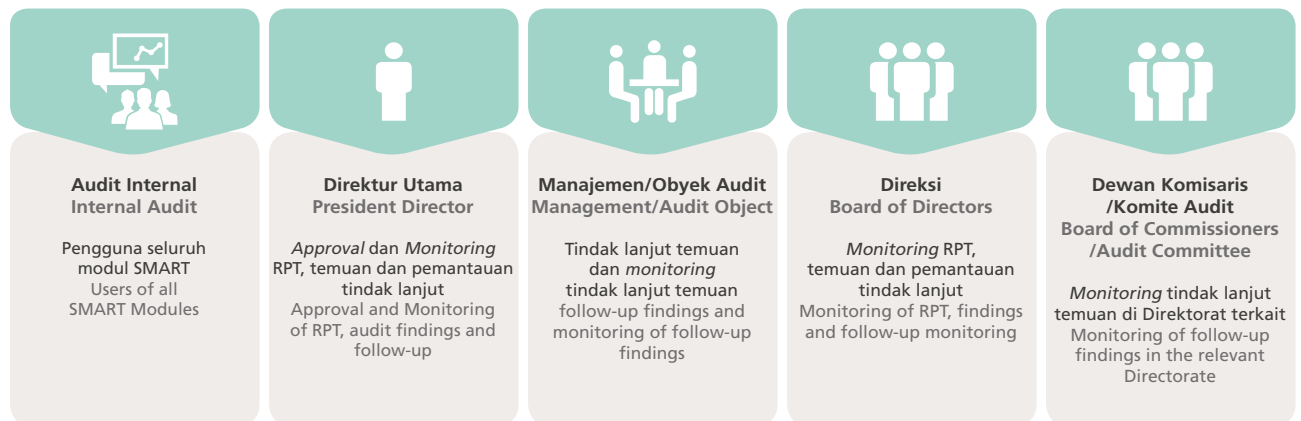 Audit Internal
Internal Audit
Pengguna seluruh
modul SMART
Users of all
SMART Modules
Direktur Utama
President Director
Approval dan Monitoring
RPT, temuan dan pemantauan
tindak lanjut
Approval and Monitoring
of RPT, audit findings and
follow-up
Manajemen/Obyek Audit
Management/Audit Object
Tindak lanjut temuan
dan monitoring
tindak lanjut temuan
follow-up findings and
monitoring of follow-up
findings
Direksi
Board of Directors
Monitoring RPT,
temuan dan pemantauan
tindak lanjut
Monitoring of RPT, findings
and follow-up monitoring
Dewan Komisaris
/Komite Audit
Board of Commissioners
/Audit Committee
Monitoring tindak lanjut
temuan di Direktorat terkait
Monitoring of follow-up
findings in the relevant
Directorate